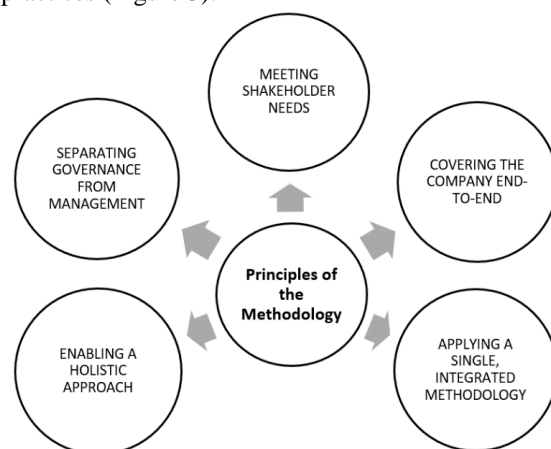 MEETING
SHAKEHOLDER
NEEDS
SEPARATING
GOVERNANCE
FROM
MANAGEMENT
COVERING THE
COMPANY END-
TO-END
Principles of
the
Methodology
ENABLING A
HOLISTIC
APPROACH
APPLYING A
SINGLE,
INTEGRATED
METHODOLOGY